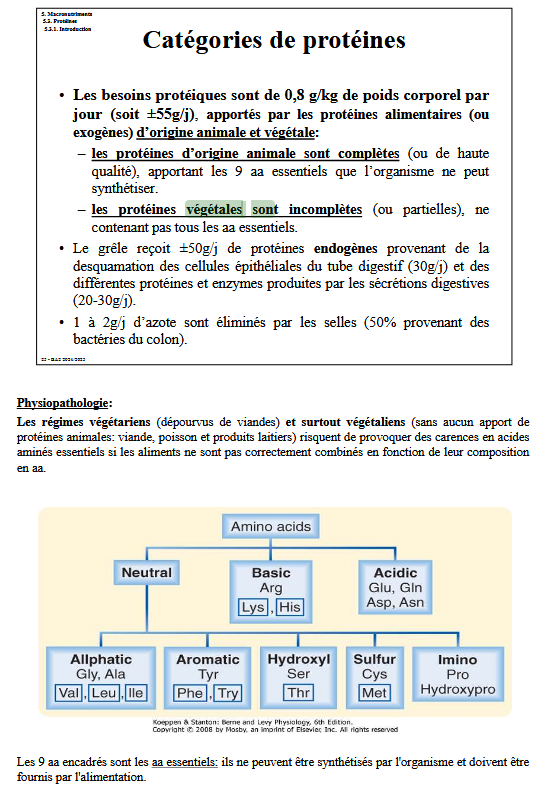 5. Macronutriments
5.3. Protéines
5.3.1. Introduction
Catégories de protéines
• Les besoins protéiques sont de 0,8 g/kg de poids corporel par
jour (soit ±55g/j), apportés par les protéines alimentaires (ou
exogènes) d'origine animale et végétale:
– les protéines d'origine animale sont complètes (ou de haute
qualité), apportant les 9 aa essentiels que l'organisme ne peut
synthétiser.
– les protéines végétales sont incomplètes (ou partielles), ne
contenant pas tous les aa essentiels.
• Le grêle reçoit ±50g/j de protéines endogènes provenant de la
desquamation des cellules épithéliales du tube digestif (30g/j) et des
différentes protéines et enzymes produites par les sécrétions digestives
(20-30g/j).
• 1 à 2g/j d'azote sont éliminés par les selles (50% provenant des
bactéries du colon).
Physiopathologie:
Les régimes végétariens (dépourvus de viandes) et surtout végétaliens (sans aucun apport de
protéines animales: viande, poisson et produits laitiers) risquent de provoquer des carences en acides
aminés essentiels si les aliments ne sont pas correctement combinés en fonction de leur composition
en aa.
Amino acids
Neutral
Basic
Arg
Lys, His
Acidic
Glu, Gln
Asp, Asn
Allphatic
Gly, Ala
Val, Leu, Ile
Aromatic
Tyr
Phe, Try
Hydroxyl
Ser
Thr
Sulfur
Cys
Met
Imino
Pro
Hydroxypro
Koeppen & Stanton: Berne and Levy Physiology, 6th Edition.
Copyright © 2008 by Mosby, an imprint of Elsevier, Inc. All rights reserved
Les 9 aa encadrés sont les aa essentiels: ils ne peuvent être synthétisés par l'organisme et doivent être
fournis par l'alimentation.